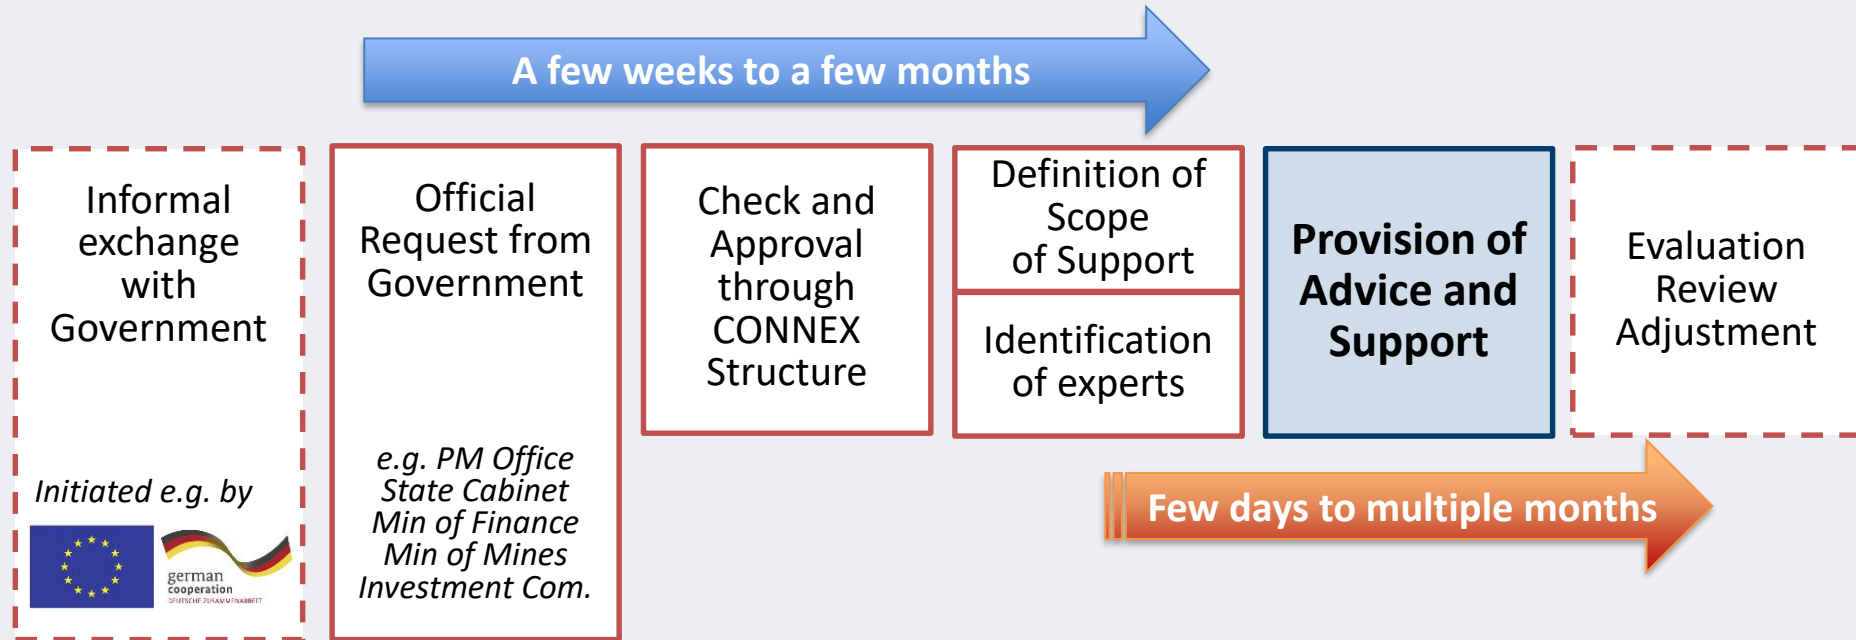 A few weeks to a few months
Informal
exchange
with
Government
Initiated e.g. by
german
cooperation
DEUTSCHE ZUSAMMENARBEIT
Official
Request from
Government
e.g. PM Office
State Cabinet
Min of Finance
Min of Mines
Investment Com.
Check and
Approval
through
CONNEX
Structure
Definition of
Scope
of Support
Identification
of experts
Provision of
Advice and
Support
Evaluation
Review
Adjustment
Few days to multiple months